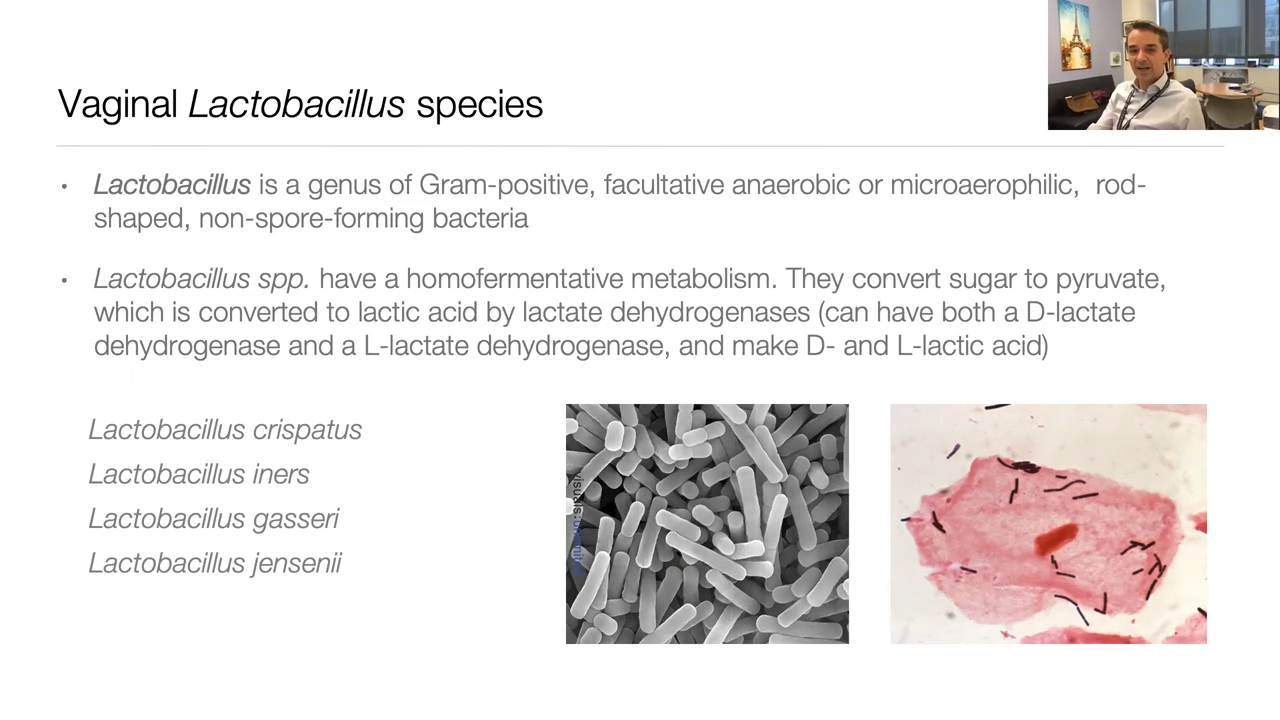 Vaginal Lactobacillus species
• Lactobacillus is a genus of Gram-positive, facultative anaerobic or microaerophilic, rod-
shaped, non-spore-forming bacteria
• Lactobacillus spp. have a homofermentative metabolism. They convert sugar to pyruvate,
which is converted to lactic acid by lactate dehydrogenases (can have both a D-lactate
dehydrogenase and a L-lactate dehydrogenase, and make D- and L-lactic acid)
Lactobacillus crispatus
Lactobacillus iners
Lactobacillus gasseri
Lactobacillus jensenii